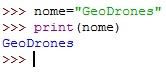 >>> nome="GeoDrones"
>>> print(nome)
GeoDrones
>>>